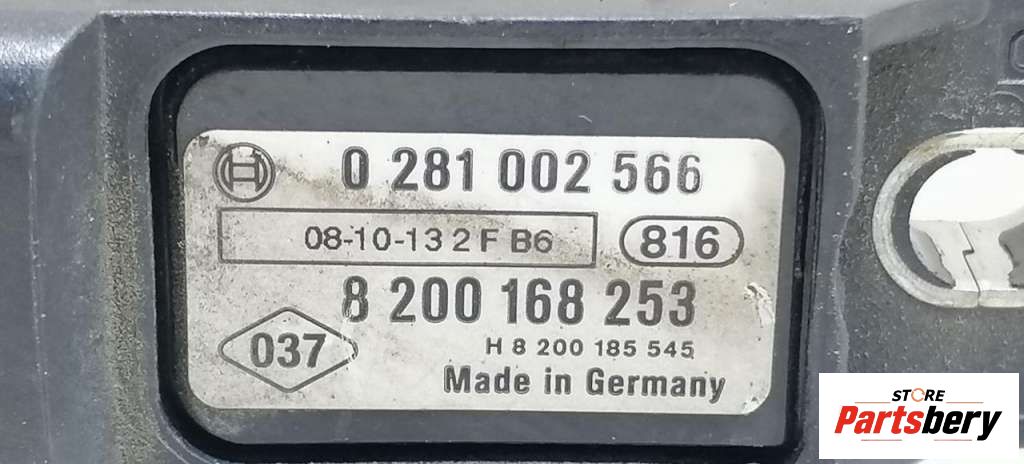 0 281 002 566
08-10-13 2 F B6
816
8 200 168 253
037
H 8 200 185 545
Made in Germany
STORE
Partsbery